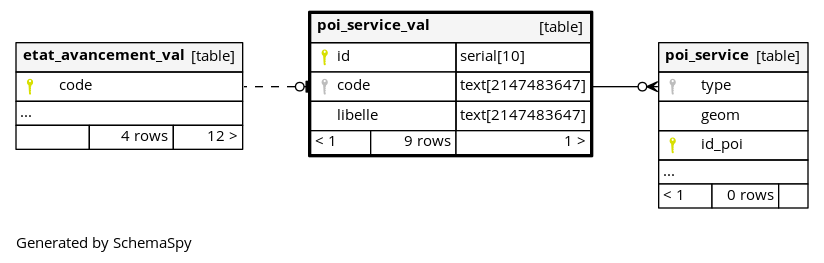 etat_avancement_val [table]
code
...
4 rows 12 >
poi_service_val [table]
id serial[10]
code text[2147483647]
libelle text[2147483647]
< 1 9 rows 1 >
poi_service [table]
type
geom
id_poi
...
< 1 0 rows
Generated by SchemaSpy